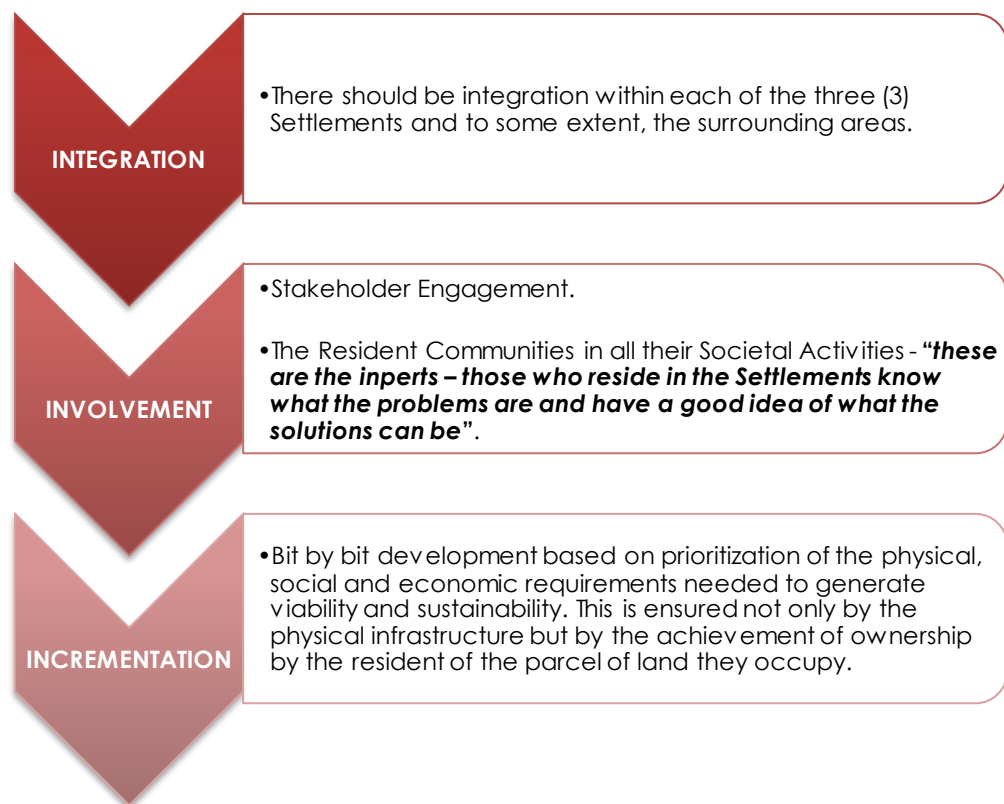 INTEGRATION
•There should be integration within each of the three (3)
Settlements and to some extent, the surrounding areas.
INVOLVEMENT
•Stakeholder Engagement.
•The Resident Communities in all their Societal Activities - “these
are the inperts – those who reside in the Settlements know
what the problems are and have a good idea of what the
solutions can be”.
INCREMENTATION
•Bit by bit development based on prioritization of the physical,
social and economic requirements needed to generate
viability and sustainability. This is ensured not only by the
physical infrastructure but by the achievement of ownership
by the resident of the parcel of land they occupy.